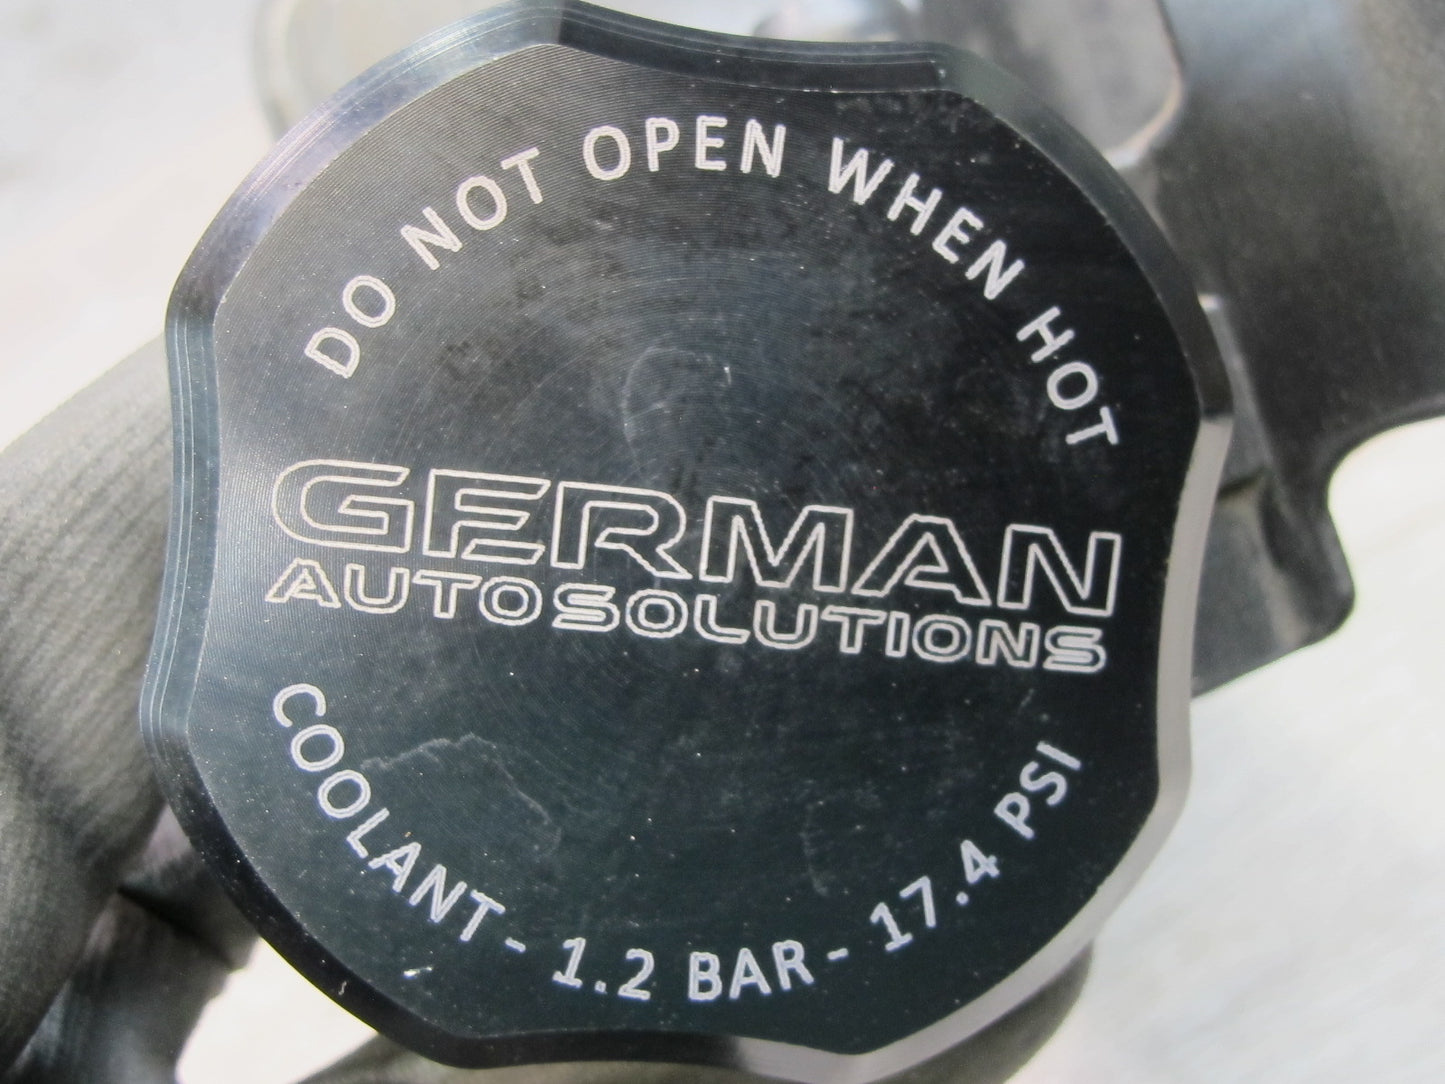 DO NOT OPEN WHEN HOT
GERMAN
AUTOSOLUTIONS
COOLANT - 1.2 BAR - 17.4 PSI